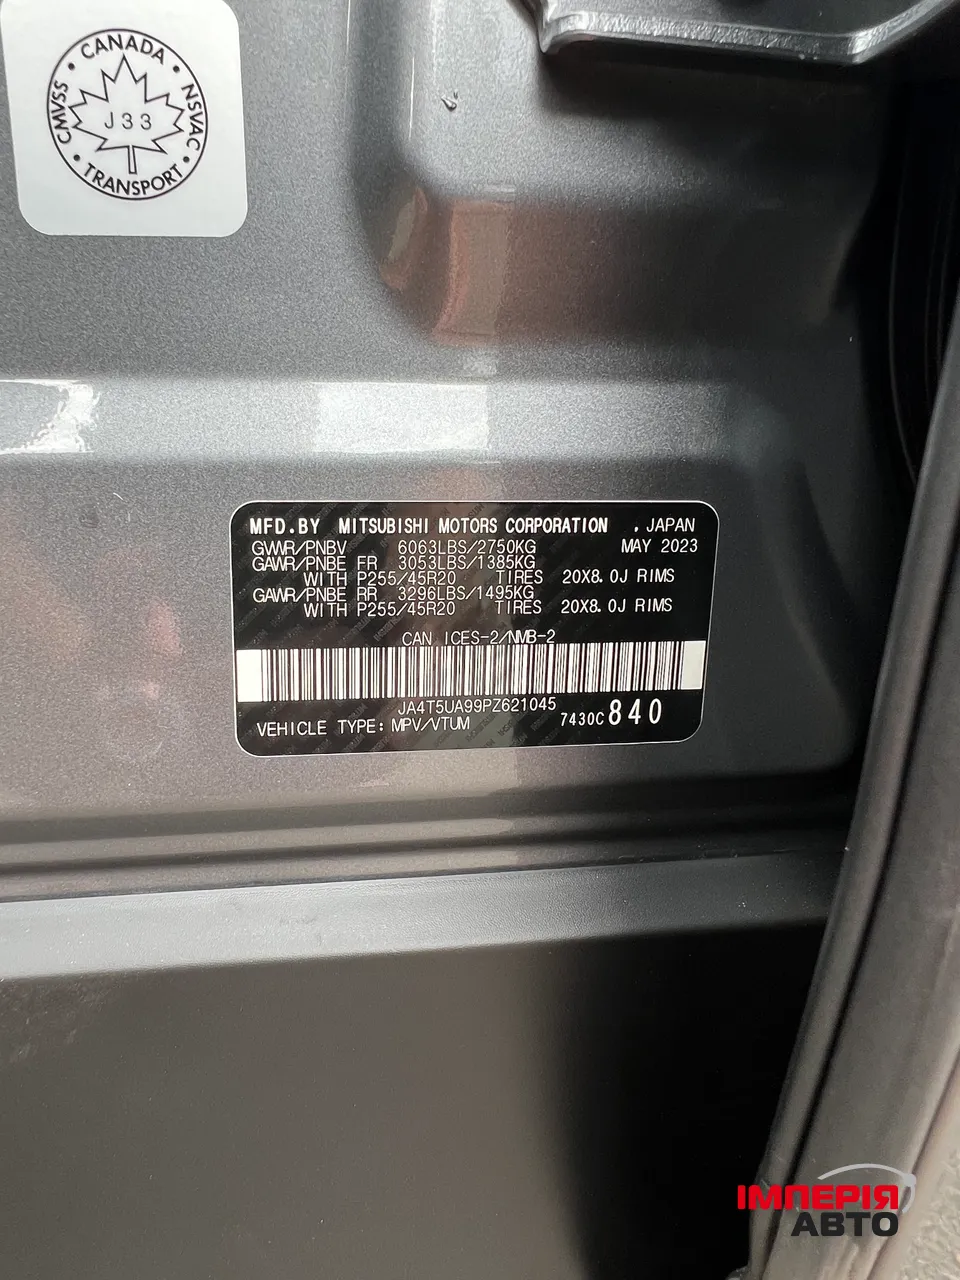 CANADA
CMVSS
NSVAC
J33
TRANSPORT
MFD.BY MITSUBISHI MOTORS CORPORATION , JAPAN
GVWR/PNBV 6063LBS/2750KG MAY 2023
GAWR/PNBE FR 3053LBS/1385KG
WITH P255/45R20 TIRES 20X8.0J RIMS
GAWR/PNBE RR 3296LBS/1495KG
WITH P255/45R20 TIRES 20X8.0J RIMS
CAN ICES-2/NMB-2
JA4T5UA99PZ621045
VEHICLE TYPE: MPV/VTUM 7430C 840
ІМПЕРІЯ
АВТО